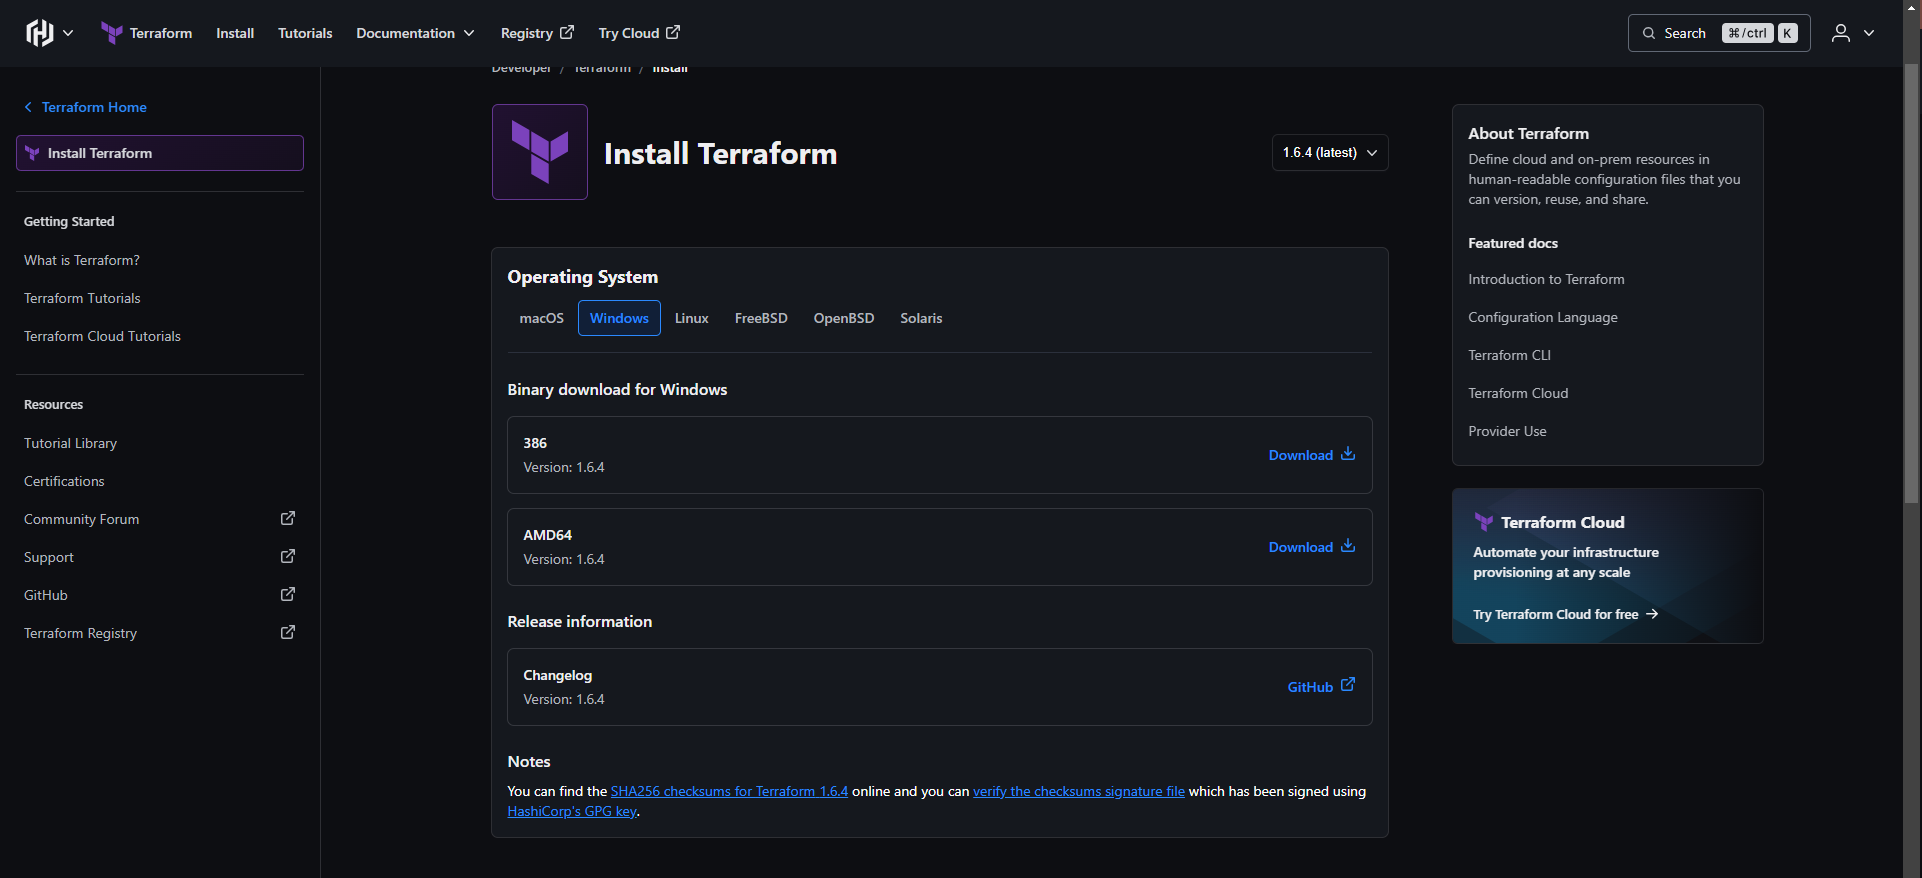 Terraform
Install
Tutorials
Documentation
Registry
Try Cloud
Search
⌘/ctrl
K
Developer / Terraform / Install
Terraform Home
Install Terraform
Getting Started
What is Terraform?
Terraform Tutorials
Terraform Cloud Tutorials
Resources
Tutorial Library
Certifications
Community Forum
Support
GitHub
Terraform Registry
Install Terraform
1.6.4 (latest)
Operating System
macOS
Windows
Linux
FreeBSD
OpenBSD
Solaris
Binary download for Windows
386
Version: 1.6.4
Download
AMD64
Version: 1.6.4
Download
Release information
Changelog
Version: 1.6.4
GitHub
Notes
You can find the SHA256 checksums for Terraform 1.6.4 online and you can verify the checksums signature file which has been signed using
HashiCorp's GPG key.
About Terraform
Define cloud and on-prem resources in
human-readable configuration files that you
can version, reuse, and share.
Featured docs
Introduction to Terraform
Configuration Language
Terraform CLI
Terraform Cloud
Provider Use
Terraform Cloud
Automate your infrastructure
provisioning at any scale
Try Terraform Cloud for free →